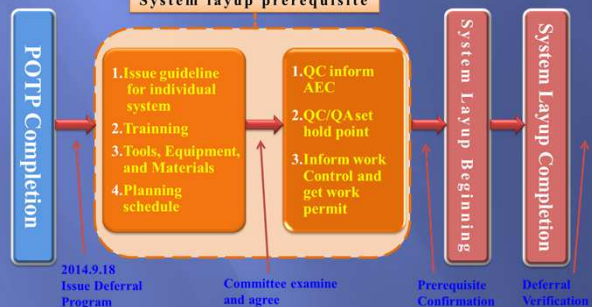 System layup prerequisite
POTP Completion
1.Issue guideline
for individual
system
2.Trainning
3.Tools, Equipment,
and Materials
4.Planning
schedule
1.QC inform
AEC
2.QC/QA set
hold point
3.Inform work
Control and
get work
permit
System Layup Beginning
System Layup Completion
2014.9.18
Issue Deferral
Program
Committee examine
and agree
Prerequisite
Confirmation
Deferral
Verification